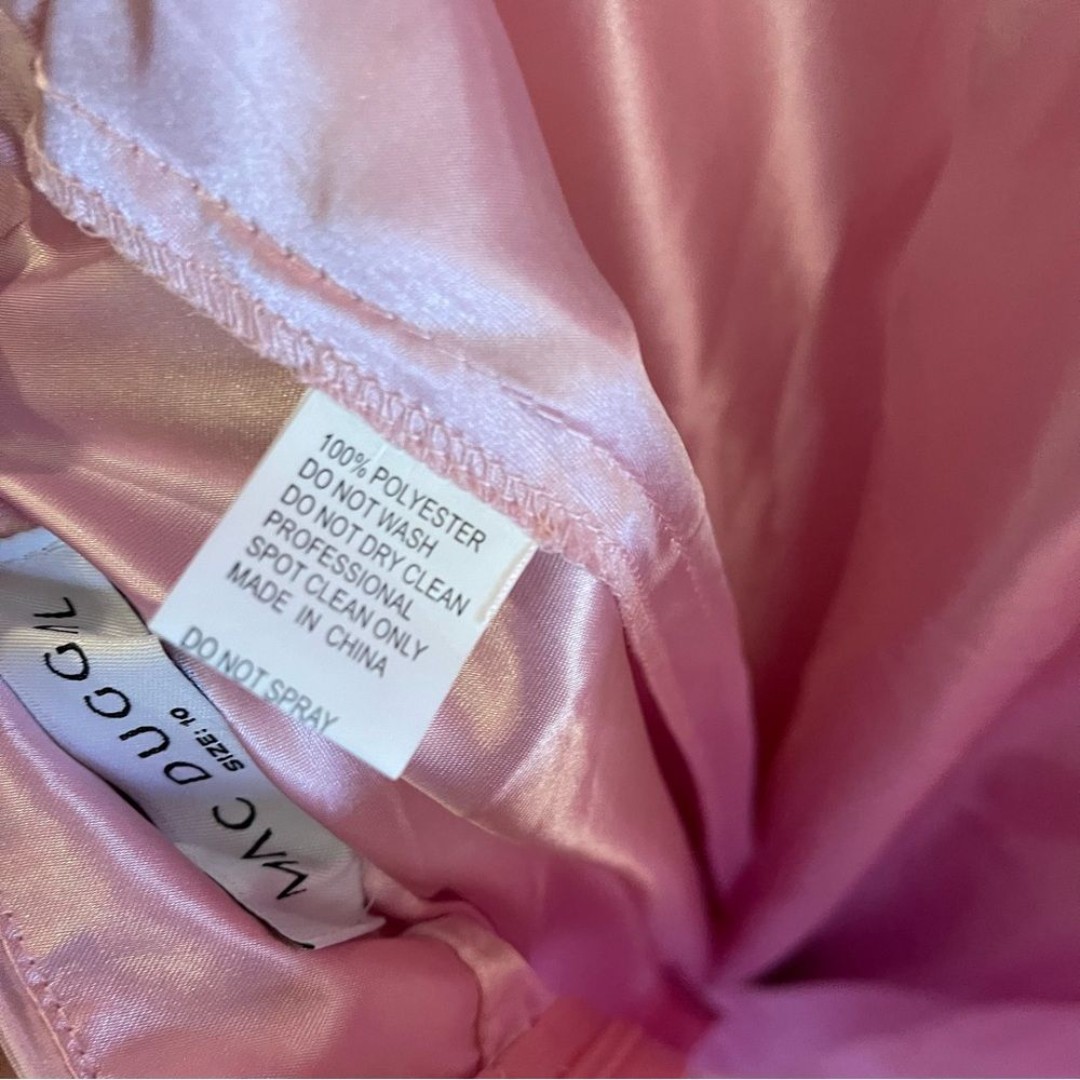 100% POLYESTER
DO NOT WASH
DO NOT DRY CLEAN
PROFESSIONAL
SPOT CLEAN ONLY
MADE IN CHINA
DO NOT SPRAY
MAC DUGGAL
SIZE: 10